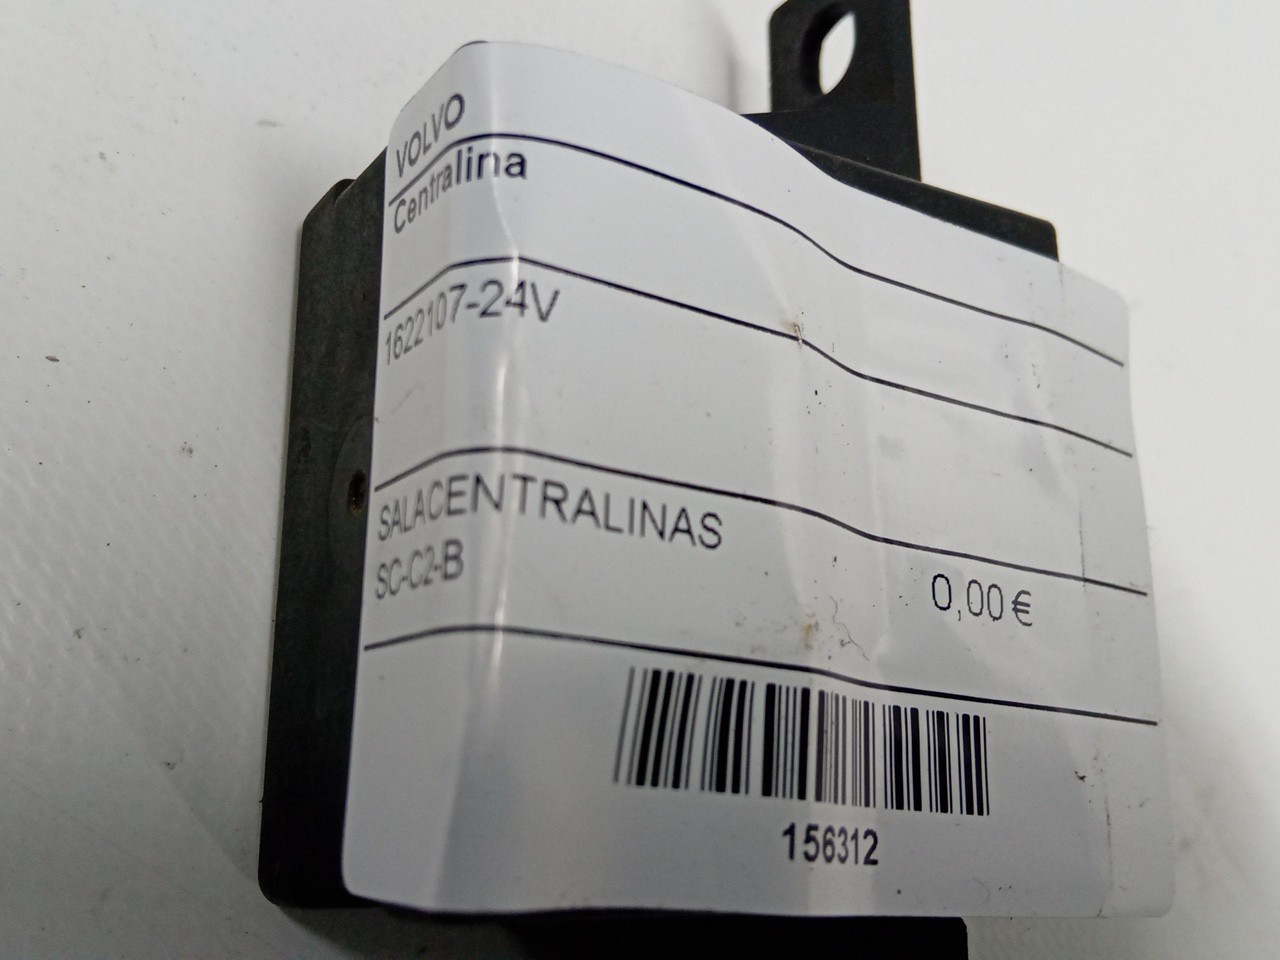 VOLVO
Centralina
1622107-24V
SALACENTRALINAS
SC-C2-B
0,00 €
156312